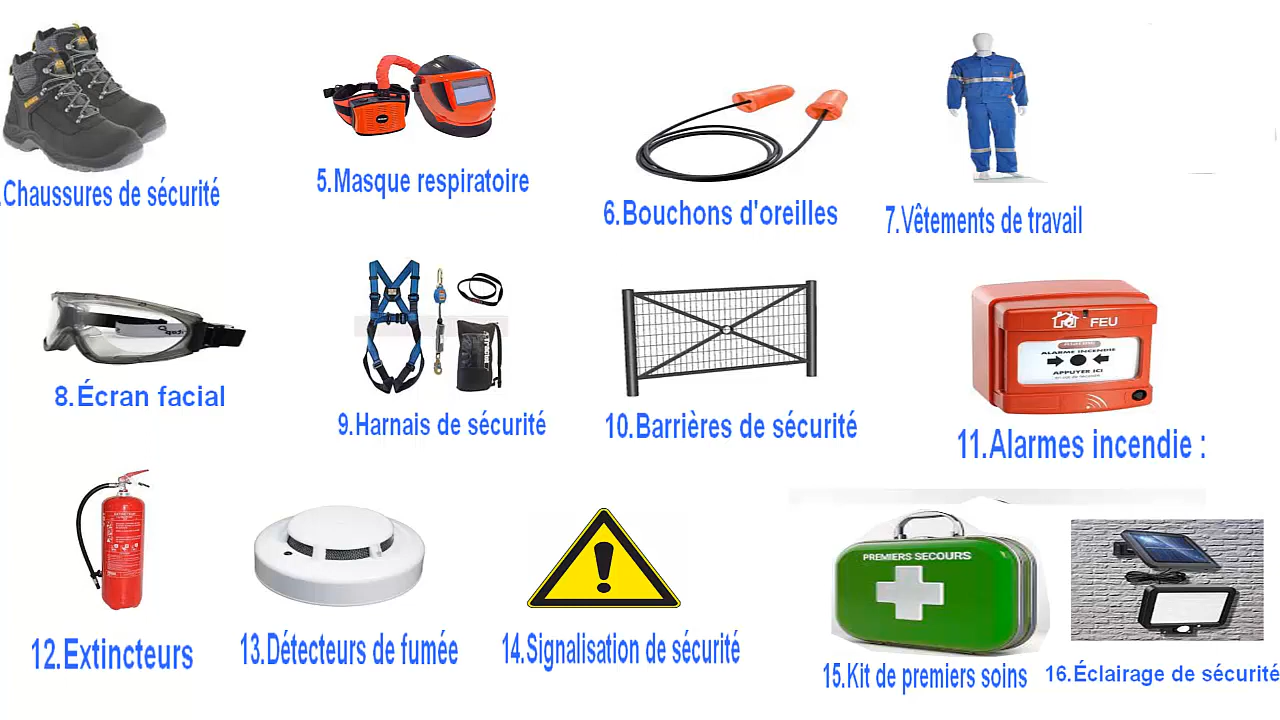 .Chaussures de sécurité
5.Masque respiratoire
6.Bouchons d'oreilles
7.Vêtements de travail
FEU
ALARME INCENDIE
APPUYER ICI
8.Écran facial
9.Harnais de sécurité
10.Barrières de sécurité
11.Alarmes incendie :
PREMIERS SECOURS
12.Extincteurs
13.Détecteurs de fumée
14.Signalisation de sécurité
15.Kit de premiers soins
16.Éclairage de sécurité